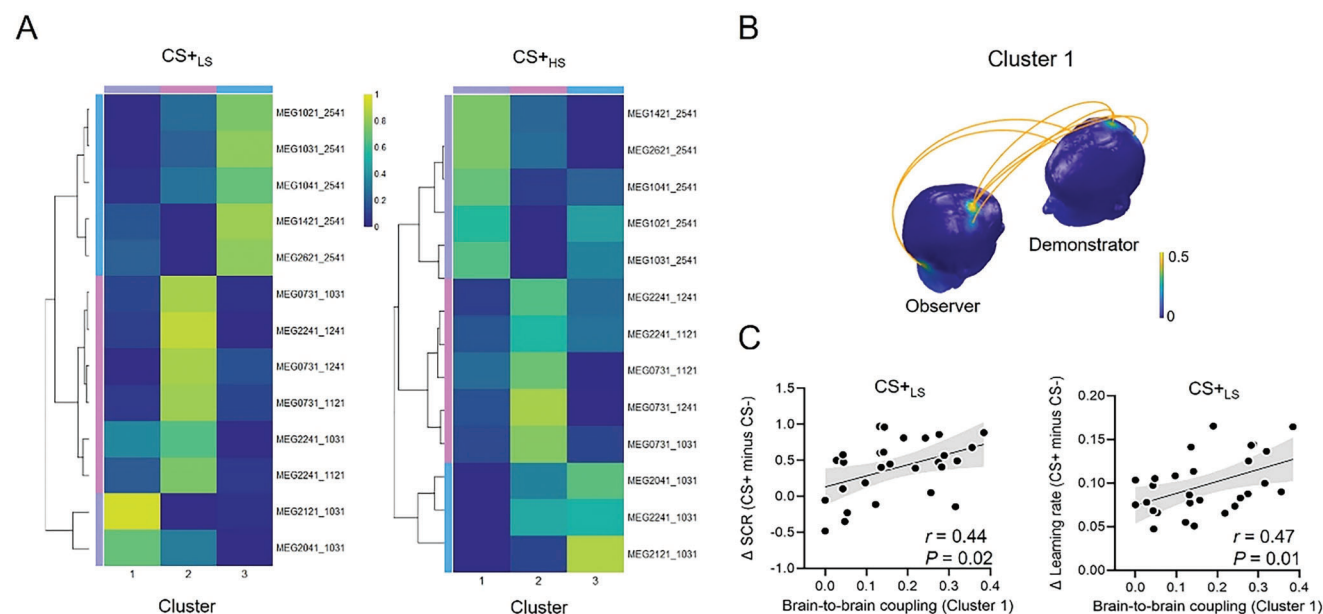 A
CS+LS
1
0.8
0.6
0.4
0.2
0
MEG1021_2541
MEG1031_2541
MEG1041_2541
MEG1421_2541
MEG2621_2541
MEG0731_1031
MEG2241_1241
MEG0731_1241
MEG0731_1121
MEG2241_1031
MEG2241_1121
MEG2121_1031
MEG2041_1031
1 2 3
Cluster
CS+HS
MEG1421_2541
MEG2621_2541
MEG1041_2541
MEG1021_2541
MEG1031_2541
MEG2241_1241
MEG2241_1121
MEG0731_1121
MEG0731_1241
MEG0731_1031
MEG2041_1031
MEG2241_1031
MEG2121_1031
1 2 3
Cluster
B
Cluster 1
Demonstrator
Observer
0.5
0
C
CS+LS
Δ SCR (CS+ minus CS-)
1.5
1.0
0.5
0.0
-0.5
-1.0
r = 0.44
P = 0.02
0.0 0.1 0.2 0.3 0.4
Brain-to-brain coupling (Cluster 1)
CS+LS
Δ Learning rate (CS+ minus CS-)
0.20
0.15
0.10
0.05
0.00
r = 0.47
P = 0.01
0.0 0.1 0.2 0.3 0.4
Brain-to-brain coupling (Cluster 1)